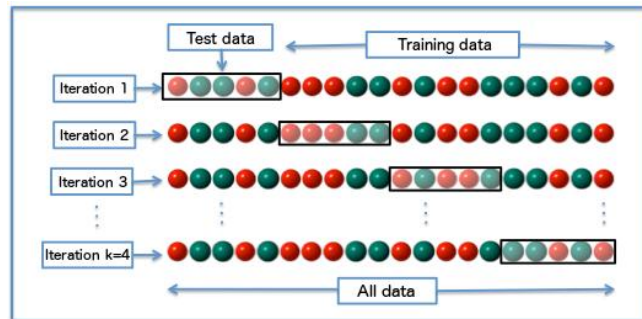 Test data
Training data
Iteration 1
Iteration 2
Iteration 3
Iteration k=4
All data